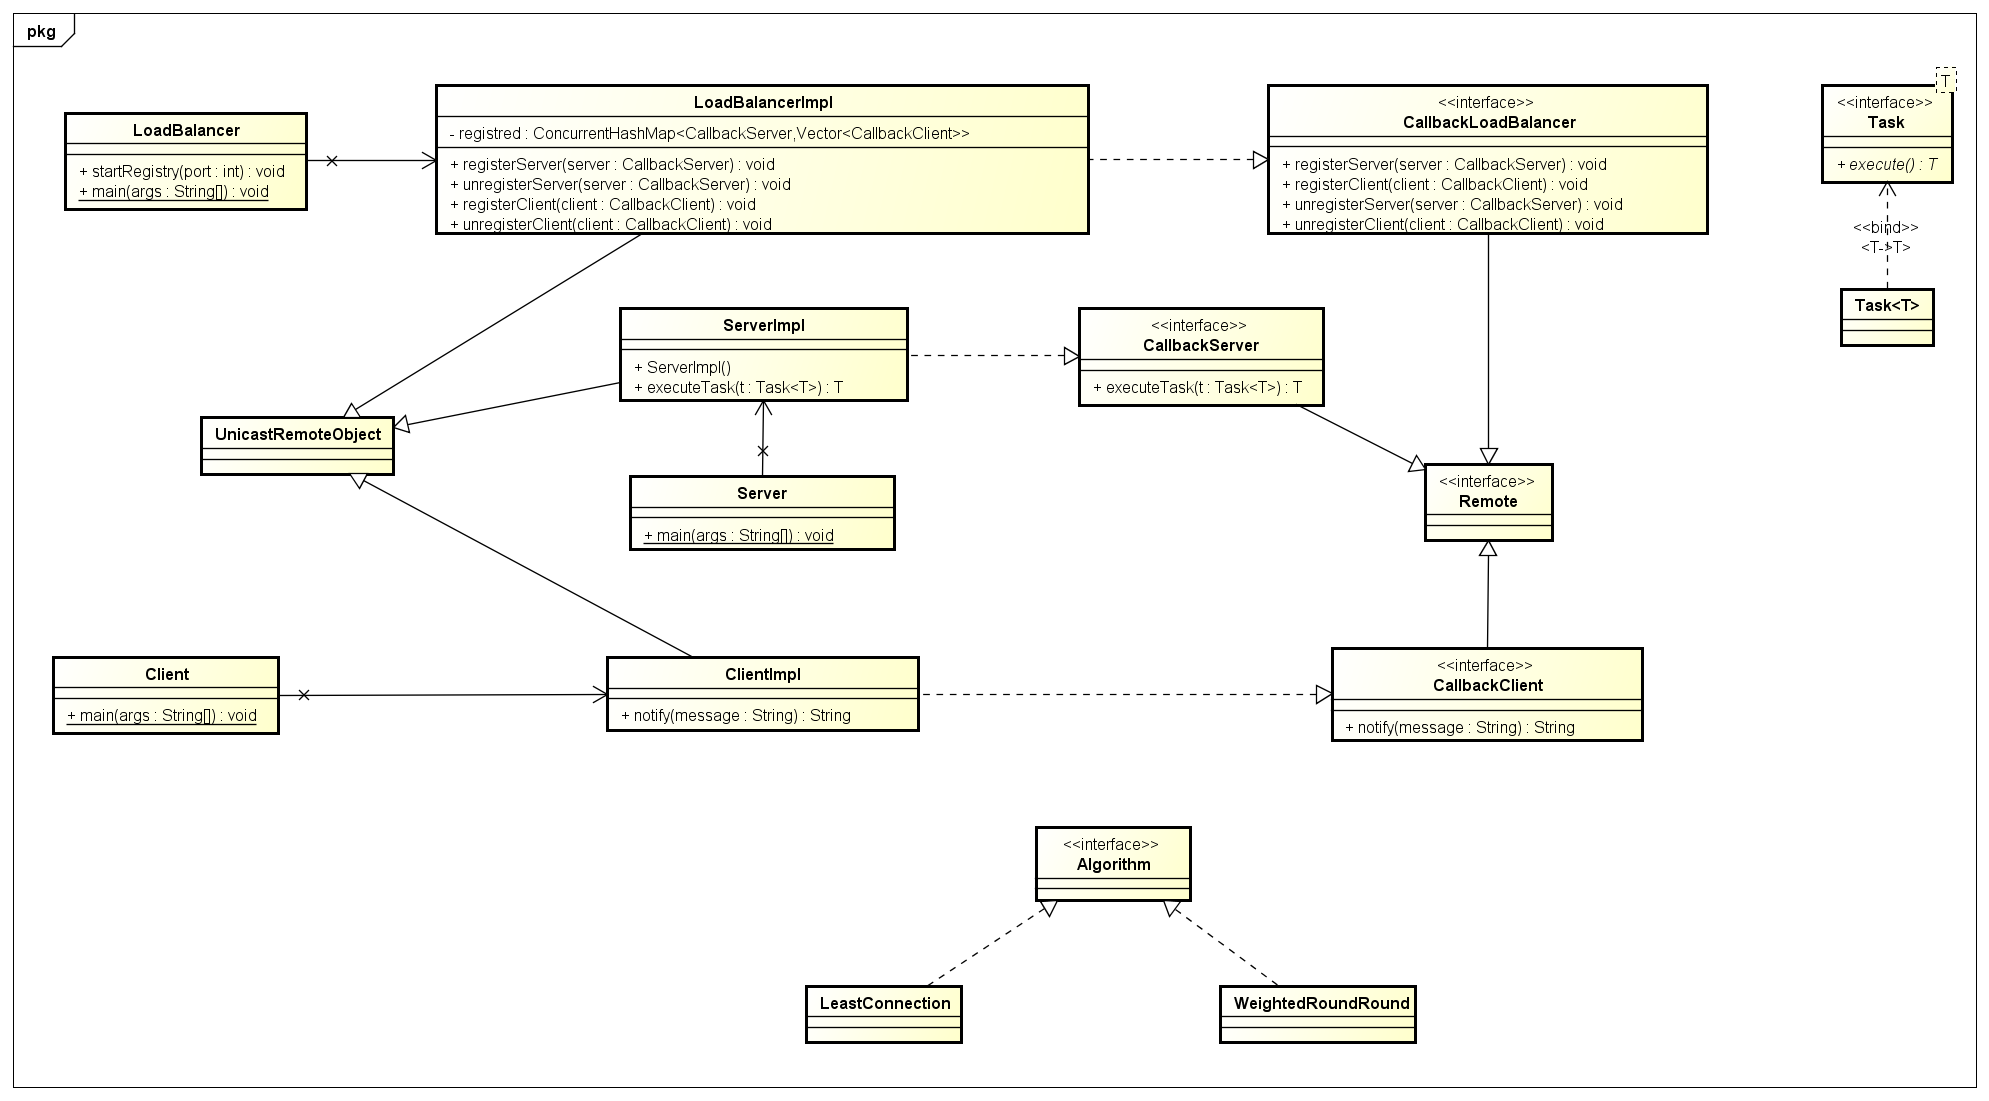 pkg
LoadBalancer
+ startRegistry(port : int) : void
+ main(args : String[]) : void
LoadBalancerImpl
- registred : ConcurrentHashMap<CallbackServer,Vector<CallbackClient>>
+ registerServer(server : CallbackServer) : void
+ unregisterServer(server : CallbackServer) : void
+ registerClient(client : CallbackClient) : void
+ unregisterClient(client : CallbackClient) : void
<<interface>>
CallbackLoadBalancer
+ registerServer(server : CallbackServer) : void
+ registerClient(client : CallbackClient) : void
+ unregisterServer(server : CallbackServer) : void
+ unregisterClient(client : CallbackClient) : void
T
<<interface>>
Task
+ execute() : T
<<bind>>
<T->T>
Task<T>
ServerImpl
+ ServerImpl()
+ executeTask(t : Task<T>) : T
<<interface>>
CallbackServer
+ executeTask(t : Task<T>) : T
UnicastRemoteObject
Server
+ main(args : String[]) : void
<<interface>>
Remote
Client
+ main(args : String[]) : void
ClientImpl
+ notify(message : String) : String
<<interface>>
CallbackClient
+ notify(message : String) : String
<<interface>>
Algorithm
LeastConnection
WeightedRoundRound